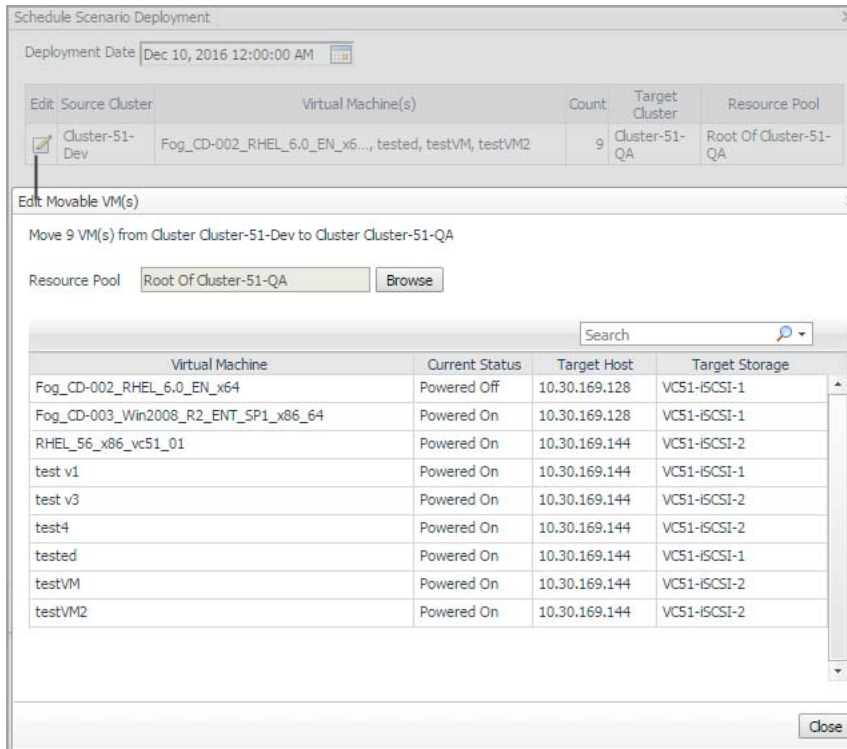 Schedule Scenario Deployment
Deployment Date Dec 10, 2016 12:00:00 AM
Edit Source Cluster Virtual Machine(s) Count Target Cluster Resource Pool
Cluster-51-Dev Fog_CD-002_RHEL_6.0_EN_x6..., tested, testVM, testVM2 9 Cluster-51-QA Root Of Cluster-51-QA
Edit Movable VM(s)
Move 9 VM(s) from Cluster Cluster-51-Dev to Cluster Cluster-51-QA
Resource Pool Root Of Cluster-51-QA Browse
Search
Virtual Machine Current Status Target Host Target Storage
Fog_CD-002_RHEL_6.0_EN_x64 Powered Off 10.30.169.128 VC51-iSCSI-1
Fog_CD-003_Win2008_R2_ENT_SP1_x86_64 Powered On 10.30.169.128 VC51-iSCSI-1
RHEL_56_x86_vc51_01 Powered On 10.30.169.144 VC51-iSCSI-2
test v1 Powered On 10.30.169.144 VC51-iSCSI-1
test v3 Powered On 10.30.169.144 VC51-iSCSI-2
test4 Powered On 10.30.169.144 VC51-iSCSI-2
tested Powered On 10.30.169.144 VC51-iSCSI-1
testVM Powered On 10.30.169.144 VC51-iSCSI-2
testVM2 Powered On 10.30.169.144 VC51-iSCSI-2
Close